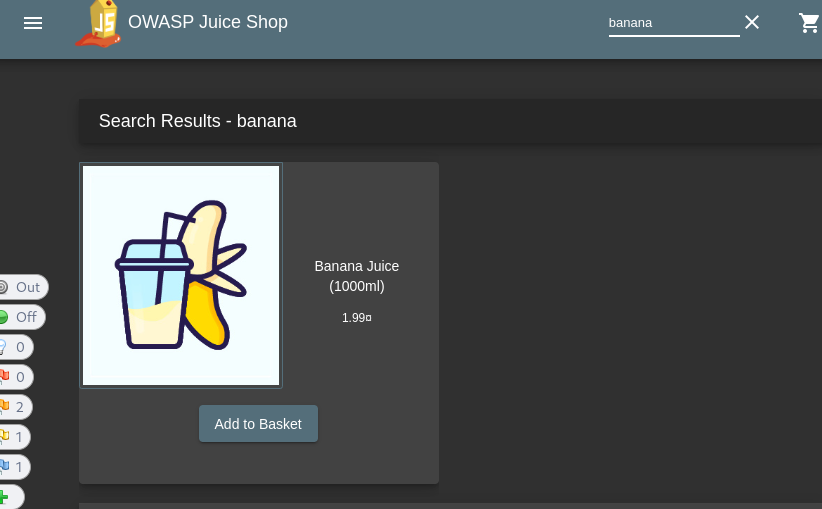 OWASP Juice Shop
banana
Search Results - banana
Banana Juice
(1000ml)
1.99¤
Add to Basket
Out
Off
0
0
2
1
1